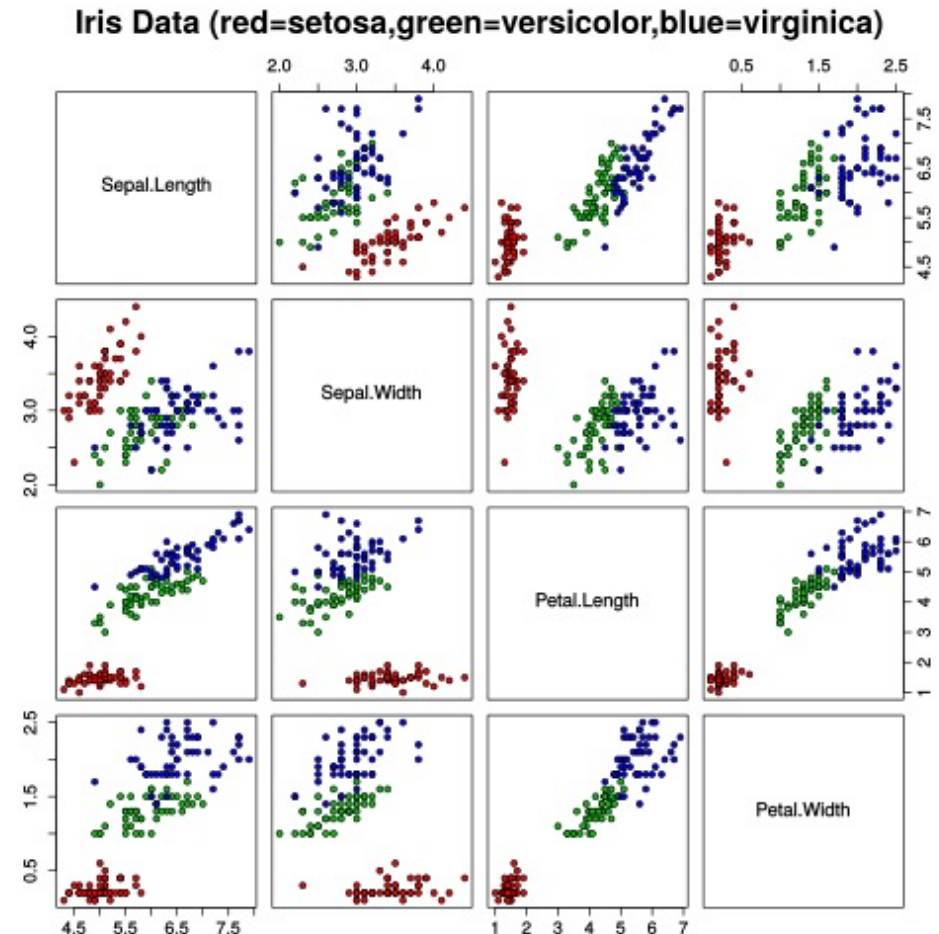 Iris Data (red=setosa,green=versicolor,blue=virginica)
2.0 3.0 4.0 0.5 1.5 2.5
Sepal.Length
4.5 5.5 6.5 7.5
2.0 3.0 4.0
Sepal.Width
Petal.Length
1 2 3 4 5 6 7
0.5 1.5 2.5
Petal.Width
4.5 5.5 6.5 7.5 1 2 3 4 5 6 7